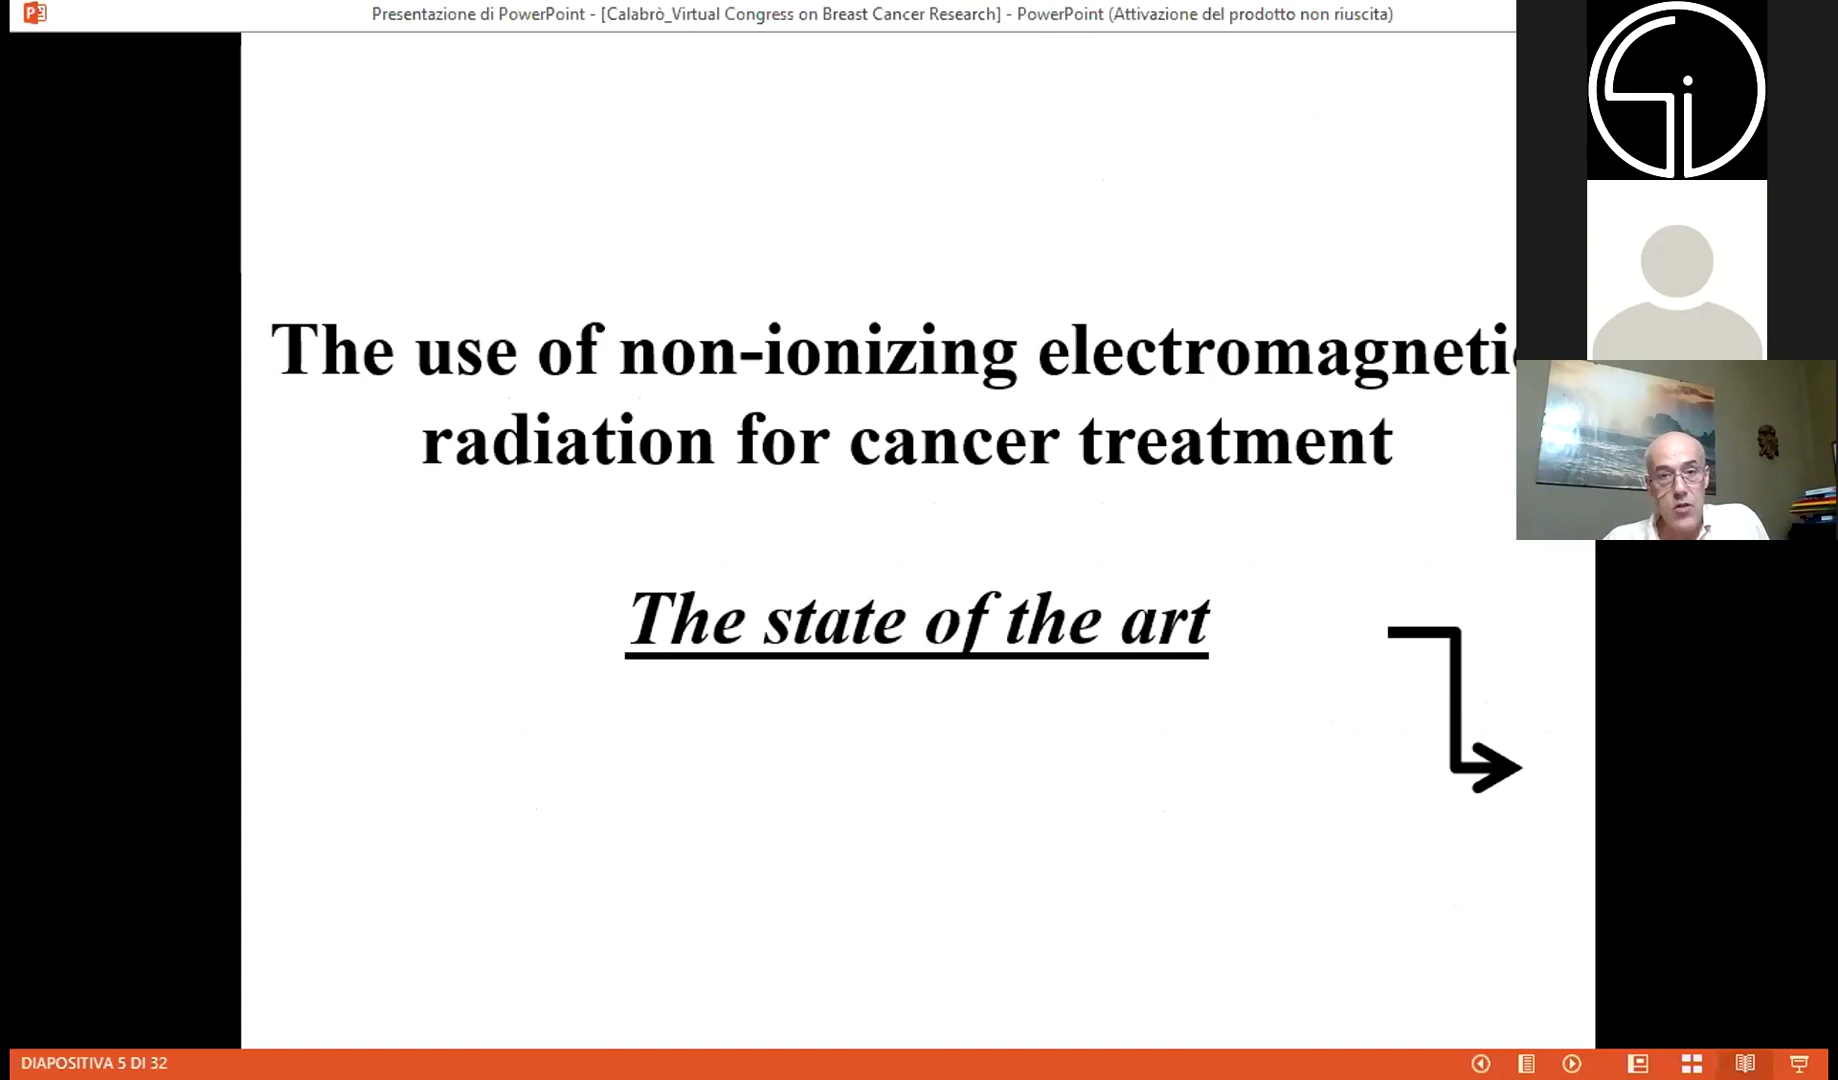 Presentazione di PowerPoint - [Calabrò_Virtual Congress on Breast Cancer Research] - PowerPoint (Attivazione del prodotto non riuscita)
The use of non-ionizing electromagnetic
radiation for cancer treatment
The state of the art
DIAPOSITIVA 5 DI 32